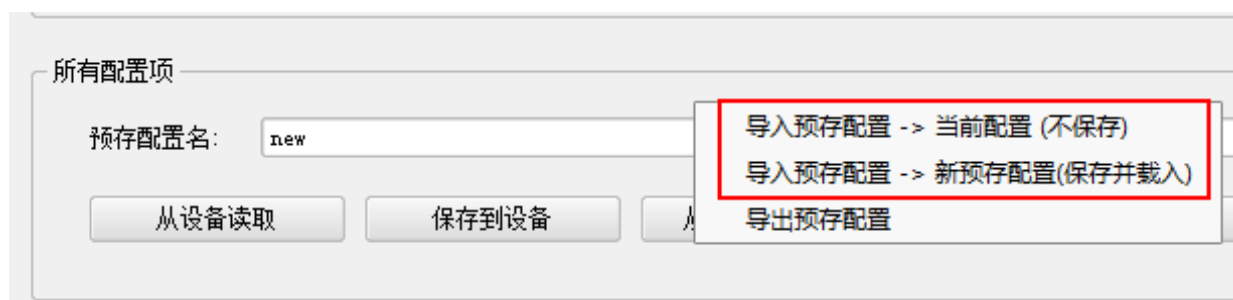 所有配置项
预存配置名: new
导入预存配置 -> 当前配置 (不保存)
导入预存配置 -> 新预存配置(保存并载入)
导出预存配置
从设备读取
保存到设备